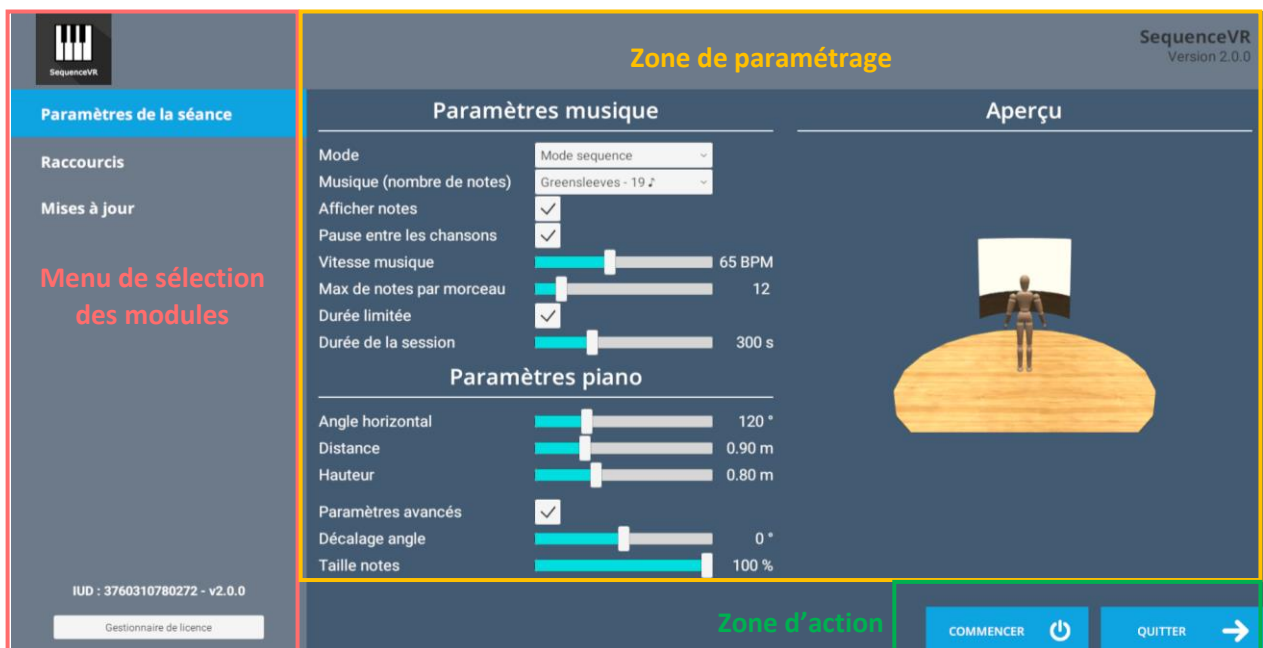 SequenceVR
Paramètres de la séance
Raccourcis
Mises à jour
Menu de sélection
des modules
IUD : 3760310780272 - v2.0.0
Gestionnaire de licence
Zone de paramétrage
SequenceVR
Version 2.0.0
Paramètres musique
Mode Mode sequence
Musique (nombre de notes) Greensleeves - 19 ♪
Afficher notes
Pause entre les chansons
Vitesse musique 65 BPM
Max de notes par morceau 12
Durée limitée
Durée de la session 300 s
Paramètres piano
Angle horizontal 120 °
Distance 0.90 m
Hauteur 0.80 m
Paramètres avancés
Décalage angle 0 °
Taille notes 100 %
Aperçu
Zone d’action
COMMENCER
QUITTER